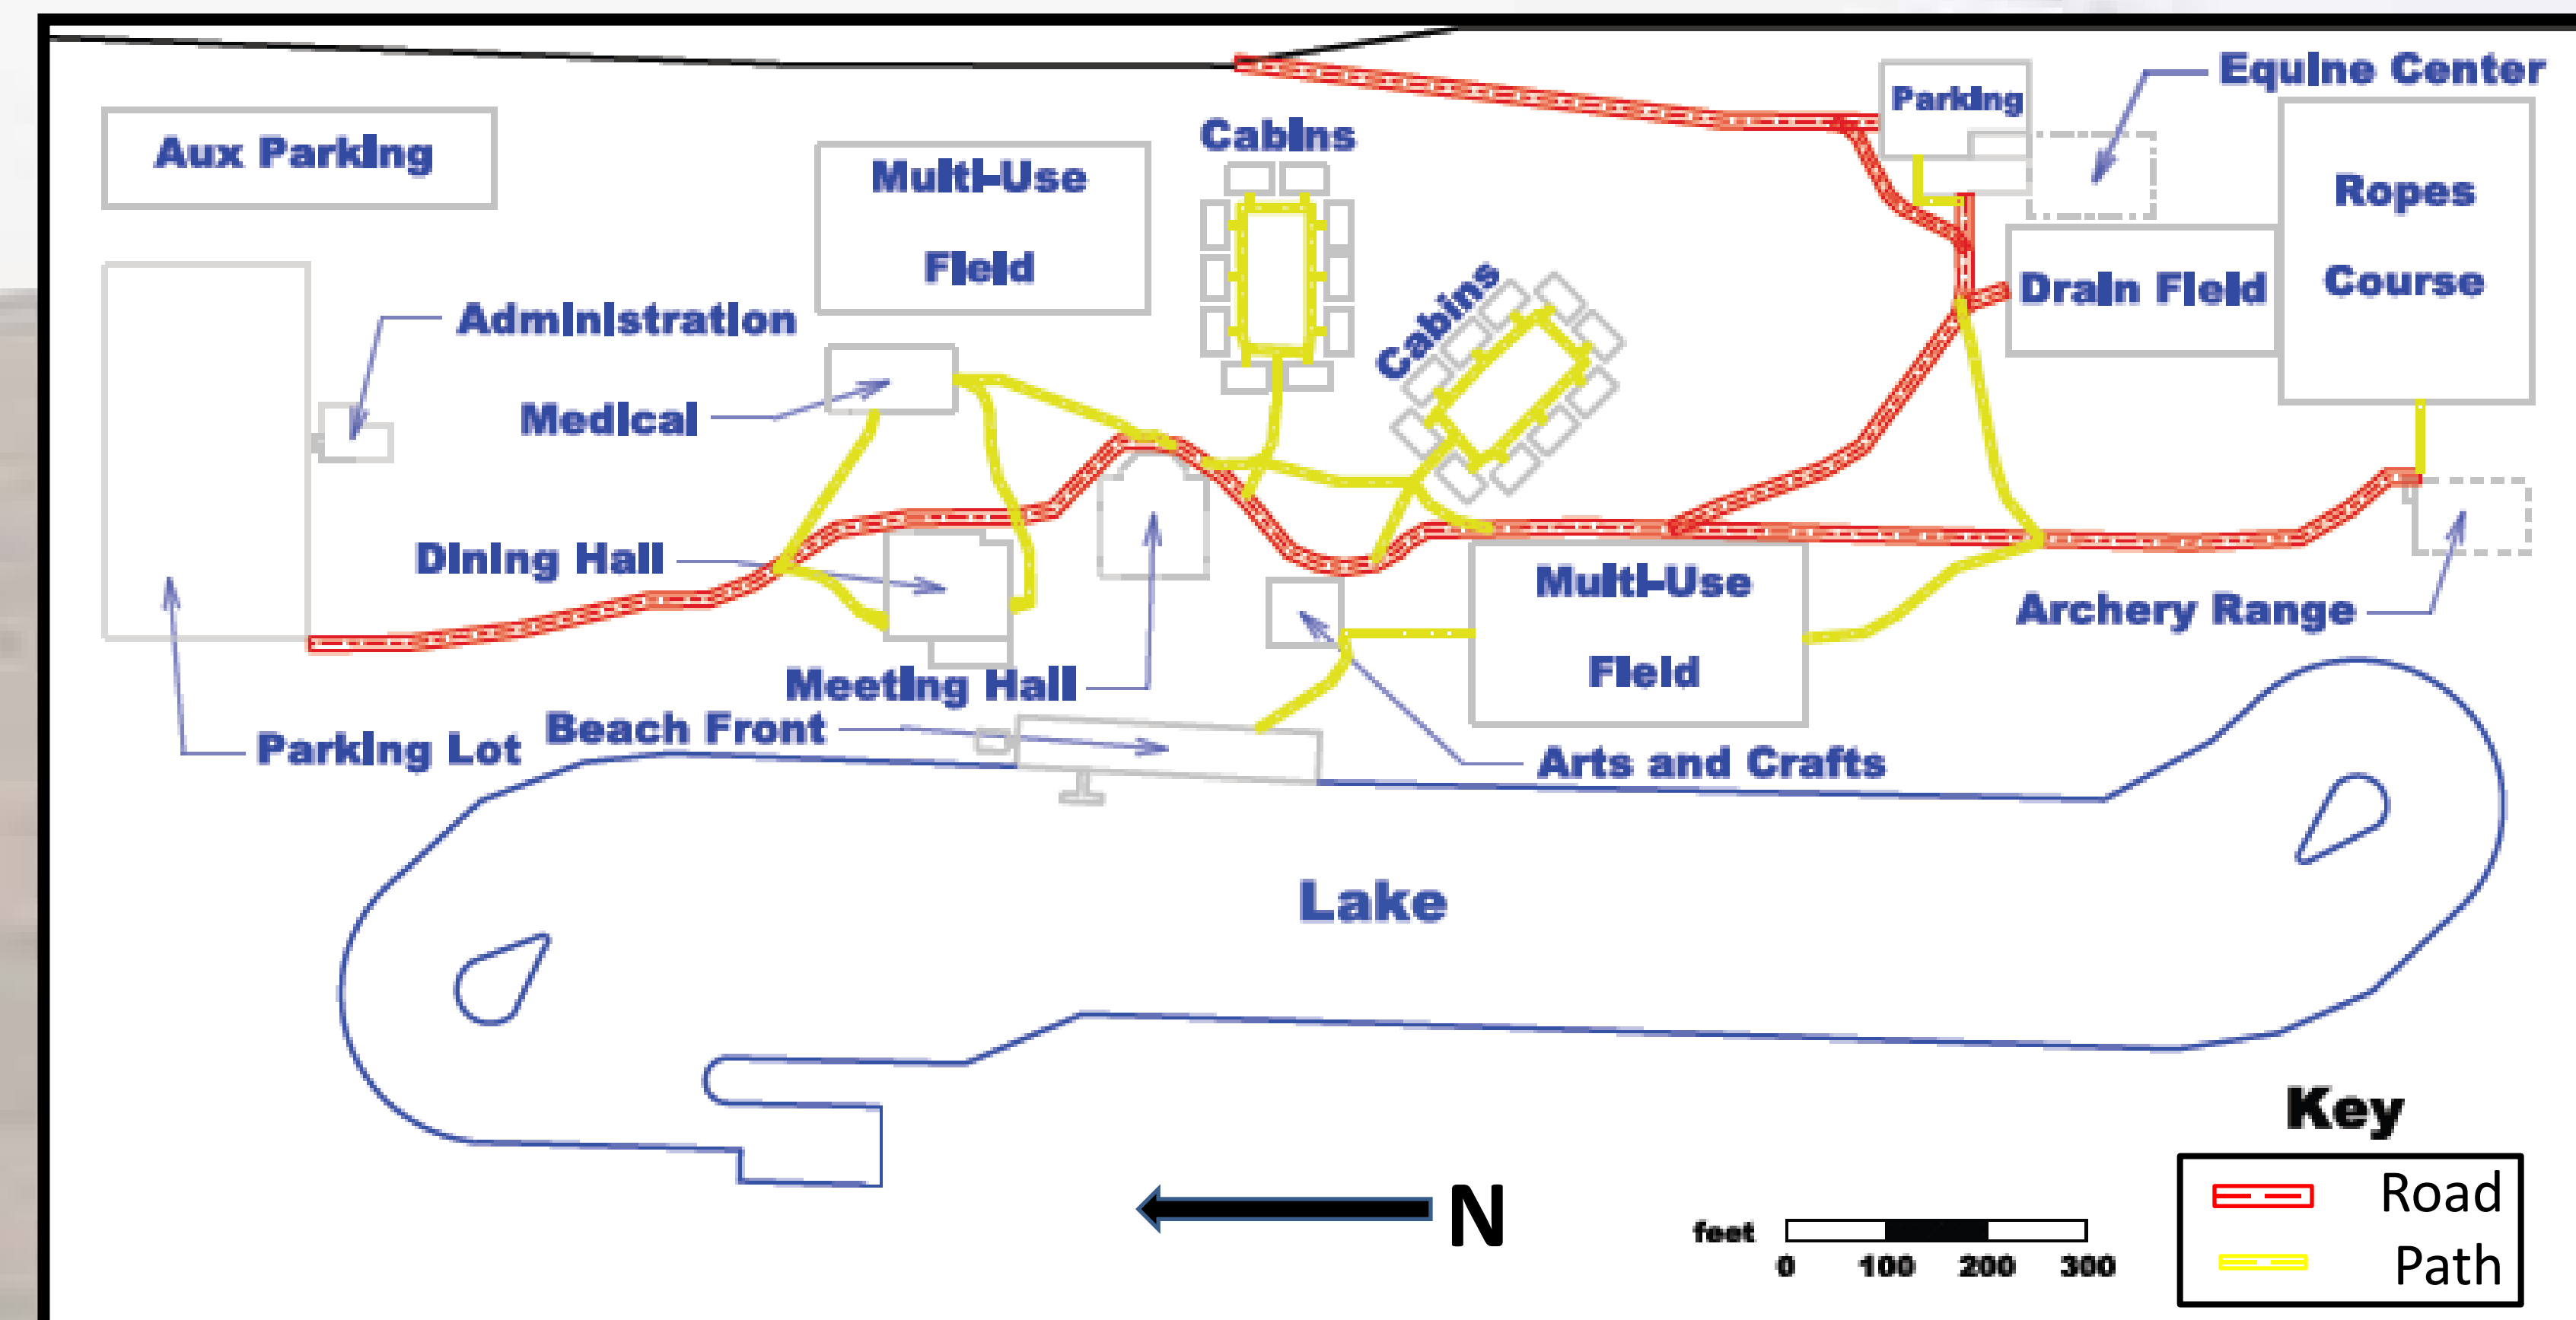 Equine Center
Parking
Cabins
Aux Parking
Multi-Use
Field
Ropes
Course
Drain Field
Administration
Cabins
Medical
Dining Hall
Multi-Use
Field
Archery Range
Meeting Hall
Beach Front
Parking Lot
Arts and Crafts
Lake
Key
Road
Path
N
feet
0 100 200 300